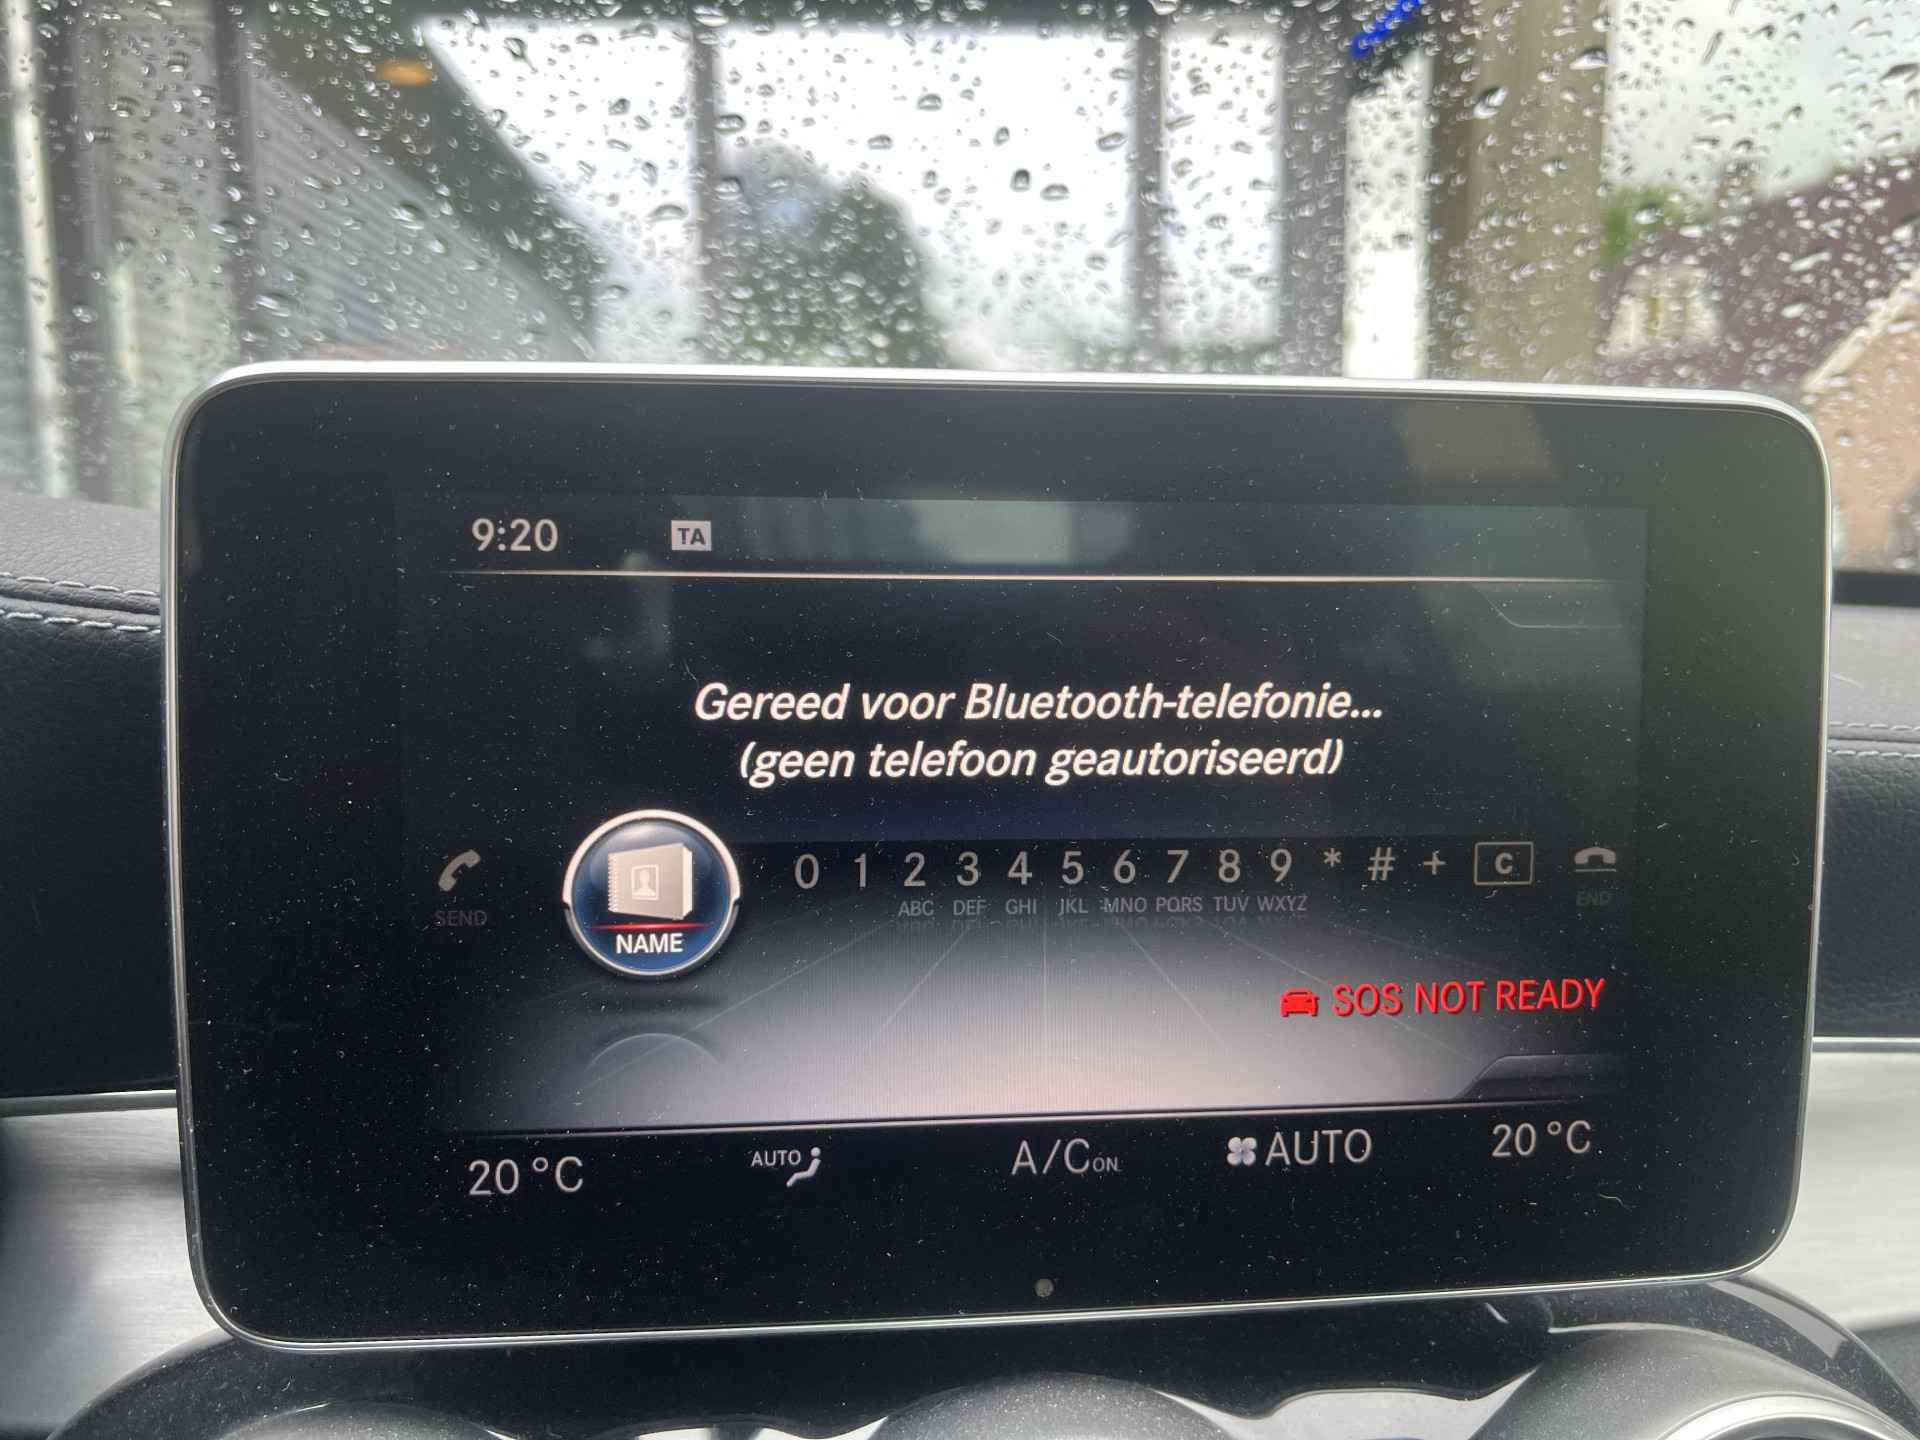 9:20 TA
Gereed voor Bluetooth-telefonie...
(geen telefoon geautoriseerd)
0 1 2 3 4 5 6 7 8 9 * # + C
SEND ABC DEF GHI JKL MNO PQRS TUV WXYZ END
NAME
SOS NOT READY
20 °C AUTO A/C ON AUTO 20 °C